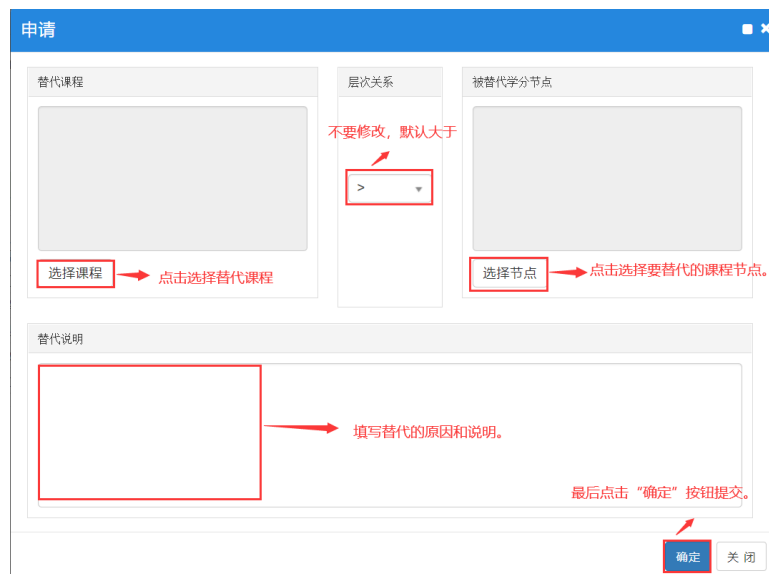 申请
替代课程
层次关系
被替代学分节点
不要修改，默认大于
>
选择课程
点击选择替代课程
选择节点
点击选择要替代的课程节点。
替代说明
填写替代的原因和说明。
最后点击“确定”按钮提交。
确定
关 闭